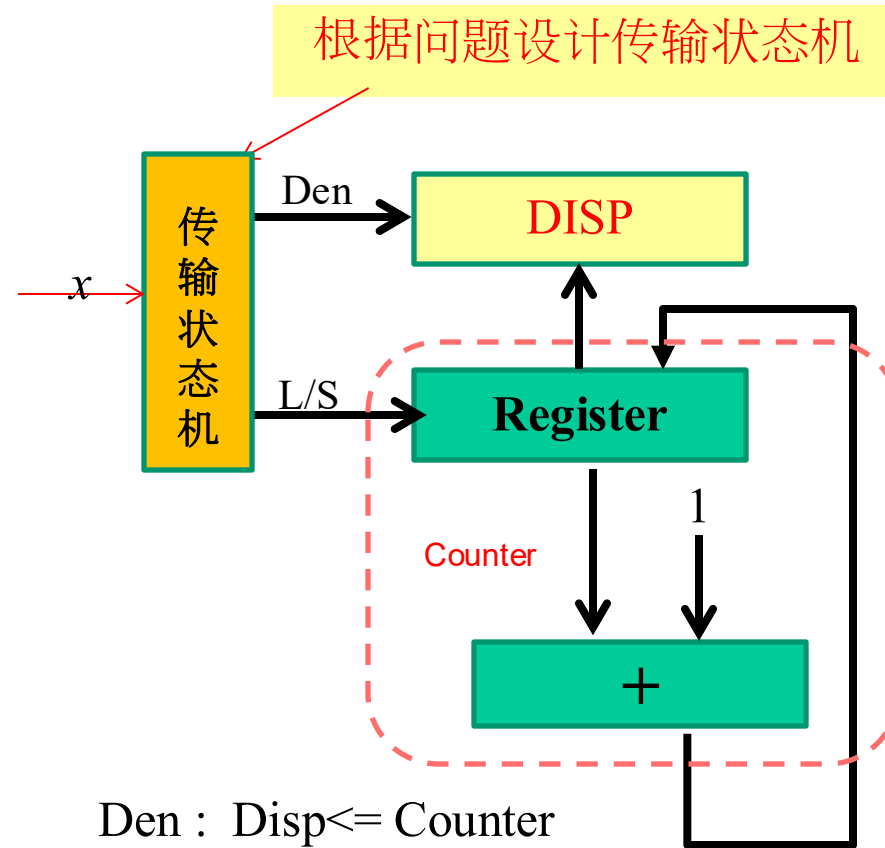 根据问题设计传输状态机
Den
DISP
传输状态机
x
L/S
Register
1
Counter
+
Den : Disp<= Counter